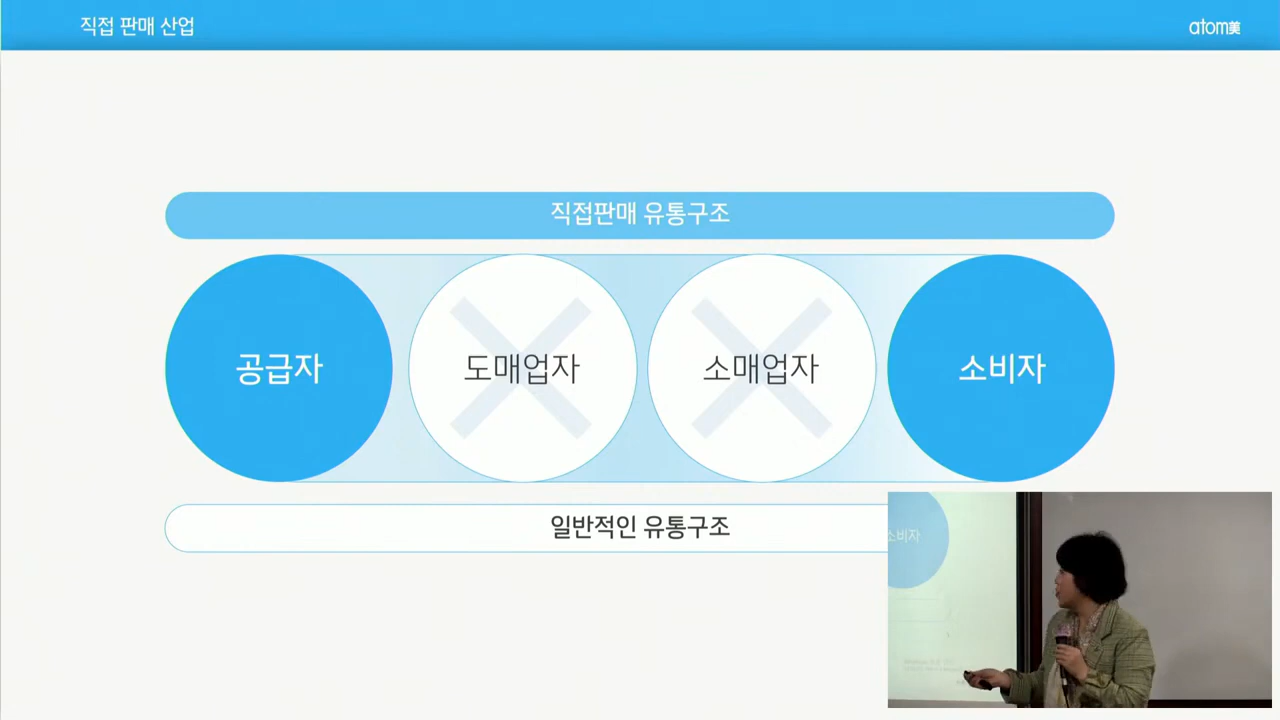 직접 판매 산업
atom美
직접판매 유통구조
공급자
도매업자
소매업자
소비자
일반적인 유통구조
소비자